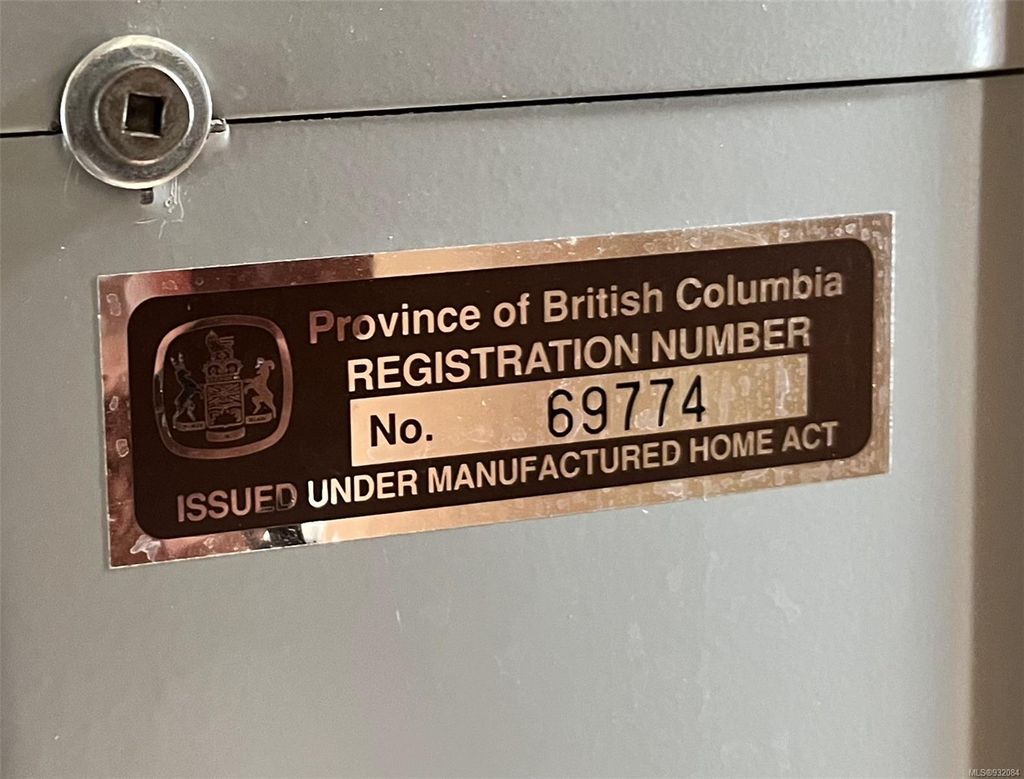 Province of British Columbia
REGISTRATION NUMBER
No. 69774
ISSUED UNDER MANUFACTURED HOME ACT
MLS®932084